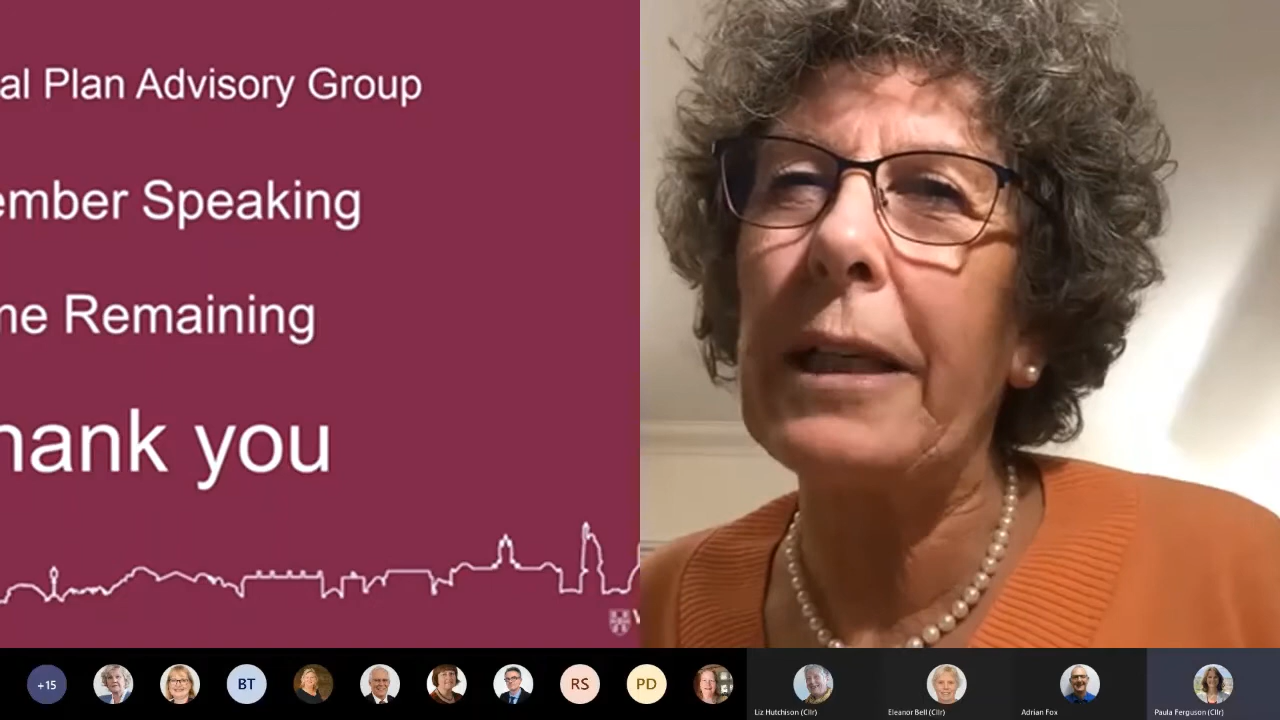 al Plan Advisory Group
ember Speaking
me Remaining
hank you
+15
BT
RS
PD
Liz Hutchison (Cllr)
Eleanor Bell (Cllr)
Adrian Fox
Paula Ferguson (Cllr)